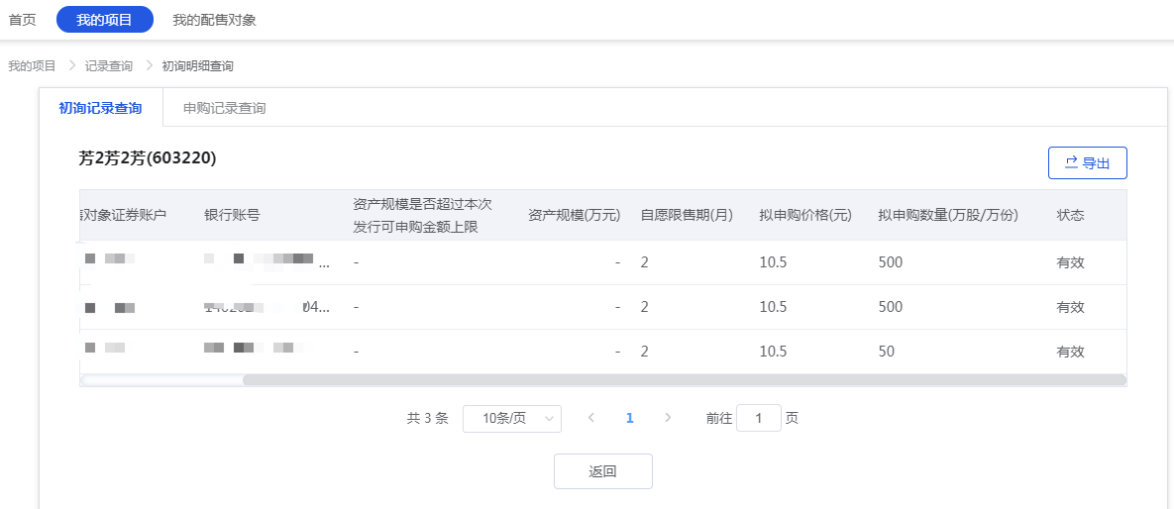 首页 我的项目 我的配售对象
我的项目 > 记录查询 > 初询明细查询
初询记录查询 申购记录查询
芳2芳2芳(603220)
导出
对象证券账户 银行账号 资产规模是否超过本次发行可申购金额上限 资产规模(万元) 自愿限售期(月) 拟申购价格(元) 拟申购数量(万股/万份) 状态
... - - 2 10.5 500 有效
04... - - 2 10.5 500 有效
- - 2 10.5 50 有效
共 3 条 10条/页 < 1 > 前往 1 页
返回